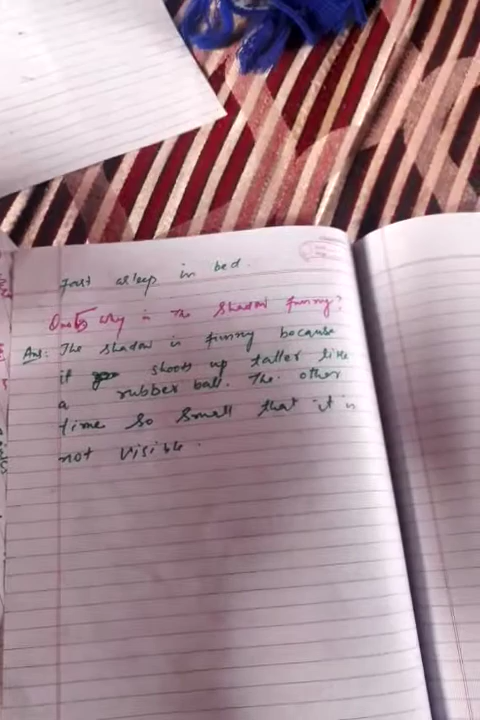 fast asleep in bed.
Ques5 Why is the shadow funny?
Ans: The shadow is funny because
it shoots up taller like
a rubber ball. The other
time so small that it is
not visible.